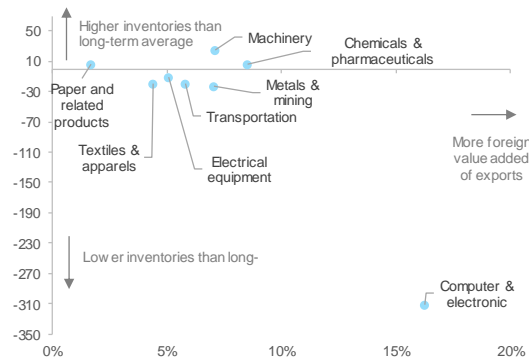 50
10
-30
-70
-110
-150
-190
-230
-270
-310
-350
Higher inventories than
long-term average
Machinery
Chemicals &
pharmaceuticals
Paper and
related
products
Metals &
mining
Transportation
Textiles &
apparels
Electrical
equipment
More foreign
value added
of exports
Lower inventories than long-
Computer &
electronic
0%
5%
10%
15%
20%